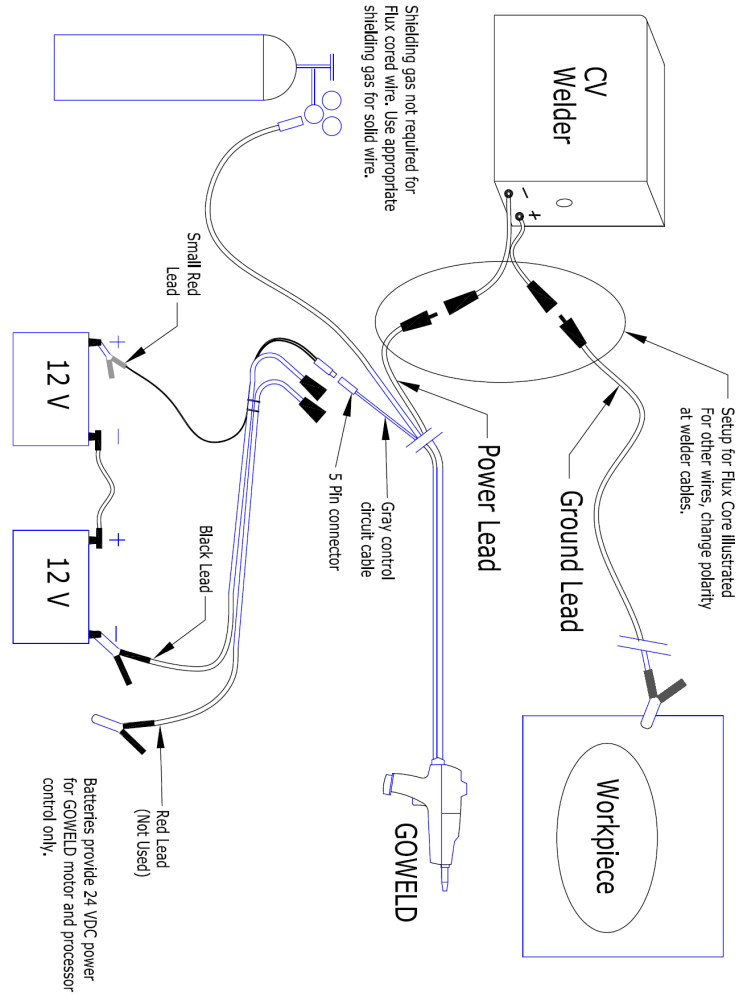 CV
Welder
−
+
Shielding gas not required for
Flux cored wire. Use appropriate
shielding gas for solid wire.
Setup for Flux Core illustrated
For other wires, change polarity
at welder cables.
Ground Lead
Power Lead
Workpiece
GOWELD
Gray control
circuit cable
5 Pin connector
Small Red
Lead
+
12 V
−
+
12 V
−
Black Lead
Red Lead
(Not Used)
Batteries provide 24 VDC power
for GOWELD motor and processor
control only.